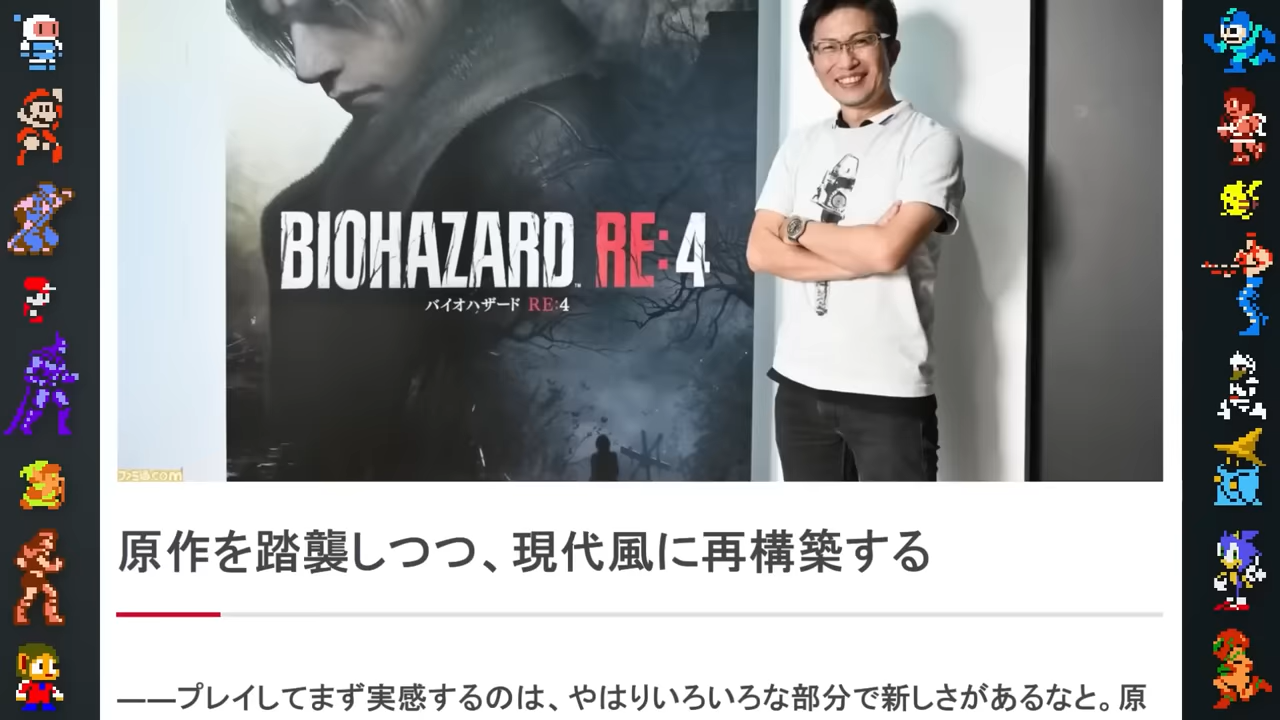 BIOHAZARD RE:4
バイオハザード RE:4
ファミ通.com
原作を踏襲しつつ、現代風に再構築する
——プレイしてまず実感するのは、やはりいろいろな部分で新しさがあるなと。原